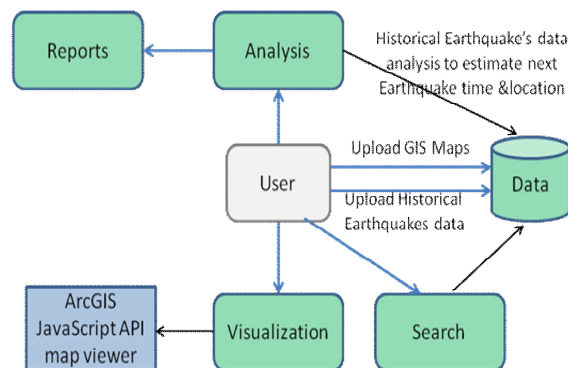 Reports
Analysis
Historical Earthquake's data
analysis to estimate next
Earthquake time &location
Upload GIS Maps
User
Data
Upload Historical
Earthquakes data
ArcGIS
JavaScript API
map viewer
Visualization
Search